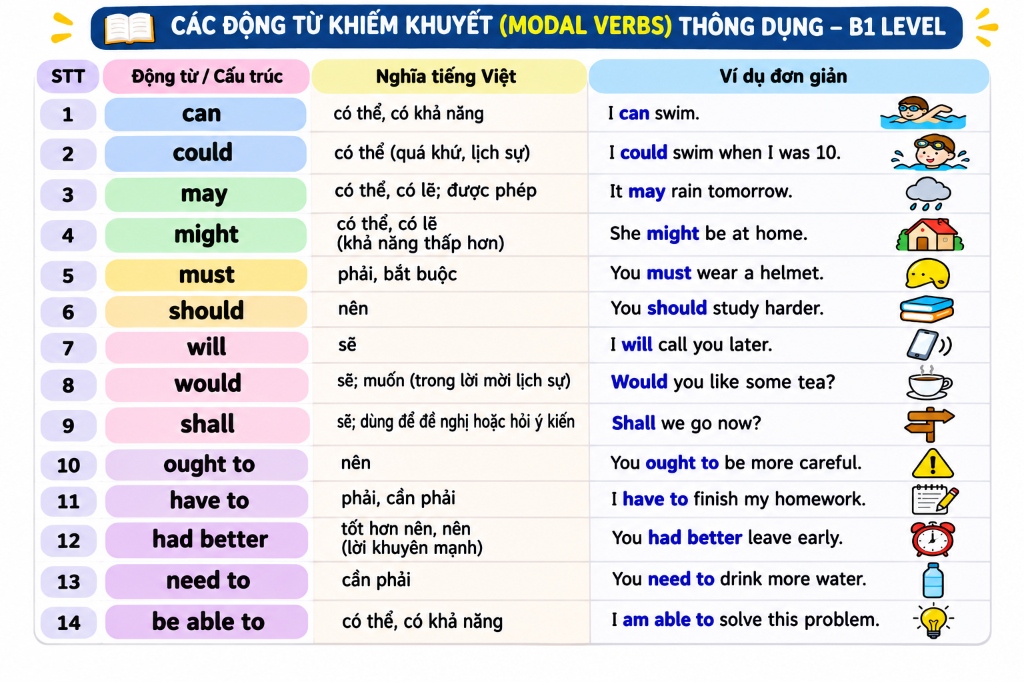 CÁC ĐỘNG TỪ KHIẾM KHUYẾT (MODAL VERBS) THÔNG DỤNG – B1 LEVEL
STT Động từ / Cấu trúc Nghĩa tiếng Việt Ví dụ đơn giản
1 can có thể, có khả năng I can swim.
2 could có thể (quá khứ, lịch sự) I could swim when I was 10.
3 may có thể, có lẽ; được phép It may rain tomorrow.
4 might có thể, có lẽ
(khả năng thấp hơn) She might be at home.
5 must phải, bắt buộc You must wear a helmet.
6 should nên You should study harder.
7 will sẽ I will call you later.
8 would sẽ; muốn (trong lời mời lịch sự) Would you like some tea?
9 shall sẽ; dùng để đề nghị hoặc hỏi ý kiến Shall we go now?
10 ought to nên You ought to be more careful.
11 have to phải, cần phải I have to finish my homework.
12 had better tốt hơn nên, nên
(lời khuyên mạnh) You had better leave early.
13 need to cần phải You need to drink more water.
14 be able to có thể, có khả năng I am able to solve this problem.